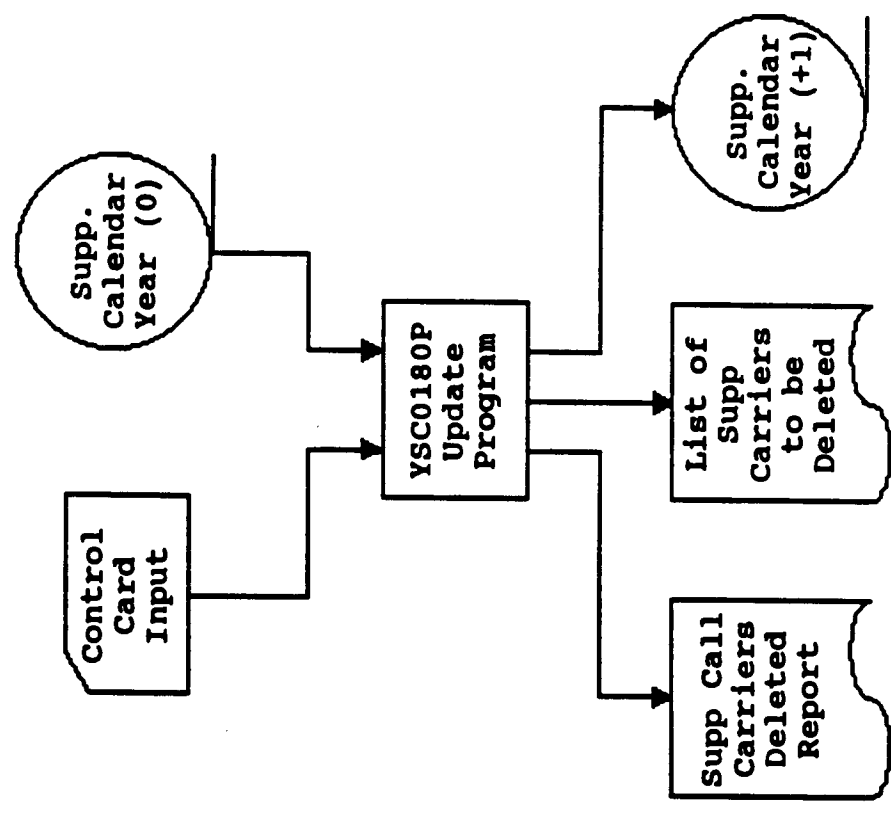 Control
Card
Input
Supp.
Calendar
Year (0)
YSC0180P
Update
Program
Supp Call
Carriers
Deleted
Report
List of
Supp
Carriers
to be
Deleted
Supp.
Calendar
Year (+1)